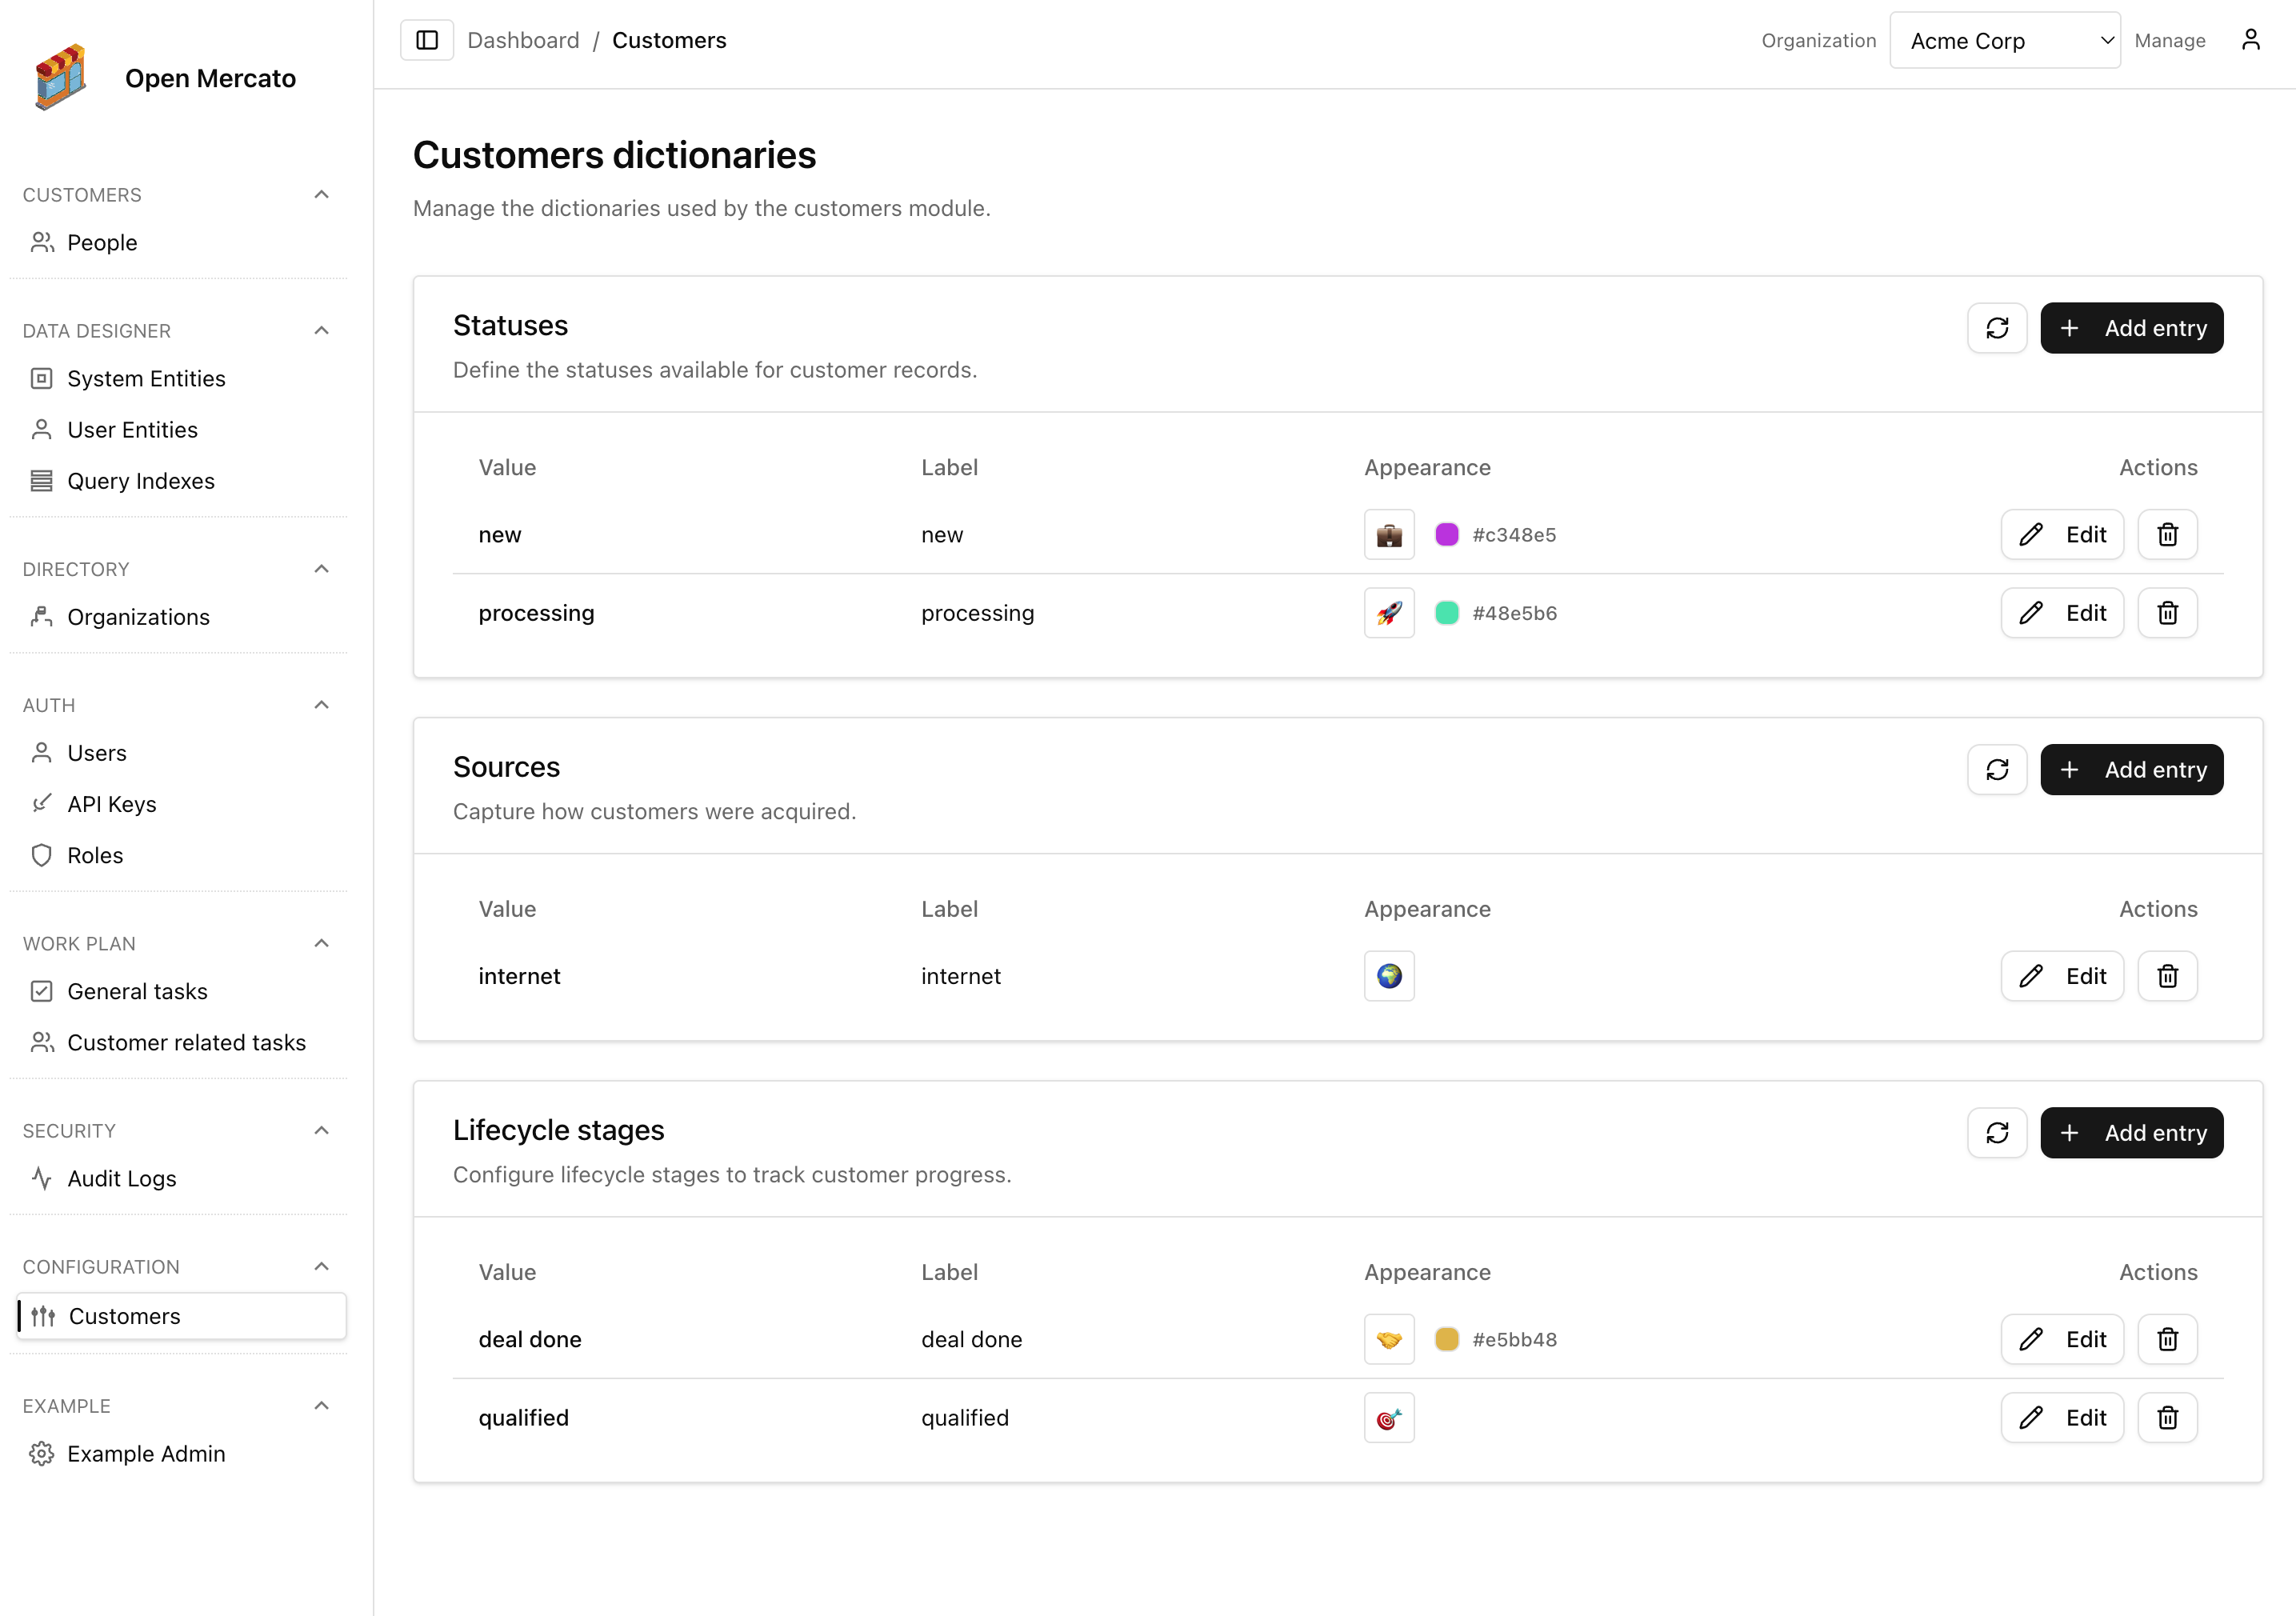 Open Mercato
CUSTOMERS
People
DATA DESIGNER
System Entities
User Entities
Query Indexes
DIRECTORY
Organizations
AUTH
Users
API Keys
Roles
WORK PLAN
General tasks
Customer related tasks
SECURITY
Audit Logs
CONFIGURATION
Customers
EXAMPLE
Example Admin
Dashboard / Customers
Organization Acme Corp Manage
Customers dictionaries
Manage the dictionaries used by the customers module.
Statuses
Add entry
Define the statuses available for customer records.
Value Label Appearance Actions
new new #c348e5 Edit
processing processing #48e5b6 Edit
Sources
Add entry
Capture how customers were acquired.
Value Label Appearance Actions
internet internet Edit
Lifecycle stages
Add entry
Configure lifecycle stages to track customer progress.
Value Label Appearance Actions
deal done deal done #e5bb48 Edit
qualified qualified Edit